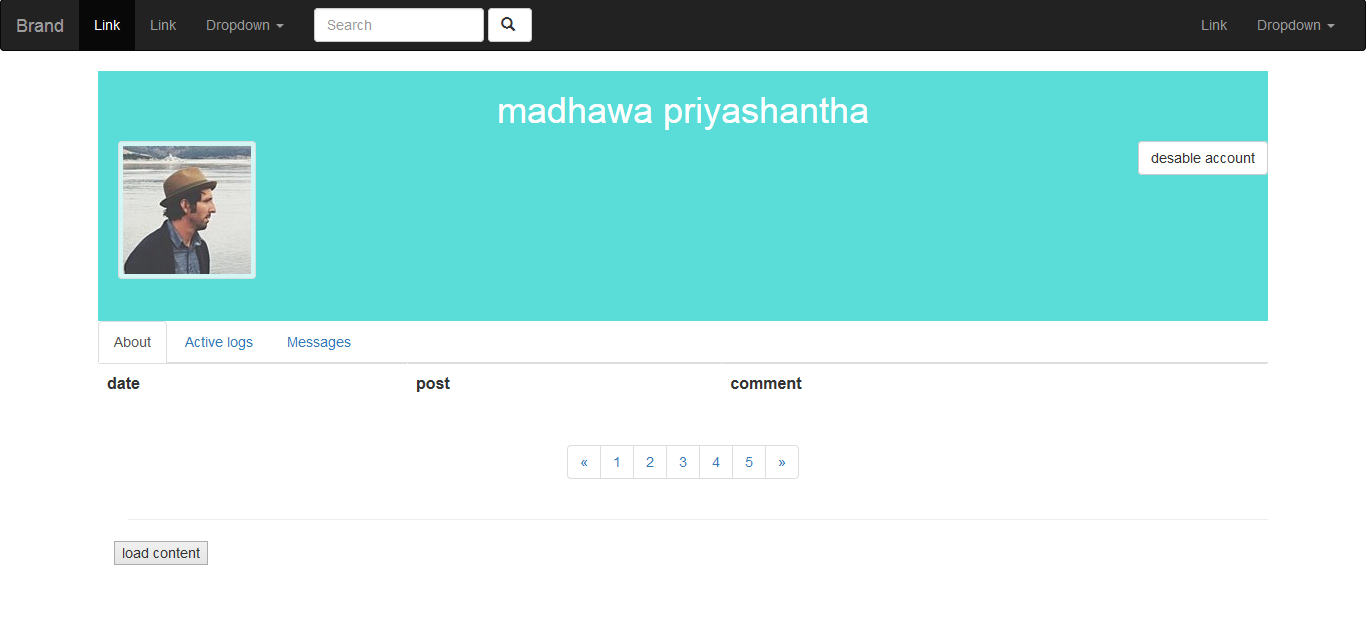 Brand Link Link Dropdown Search Link Dropdown
madhawa priyashantha
desable account
About Active logs Messages
date post comment
« 1 2 3 4 5 »
load content